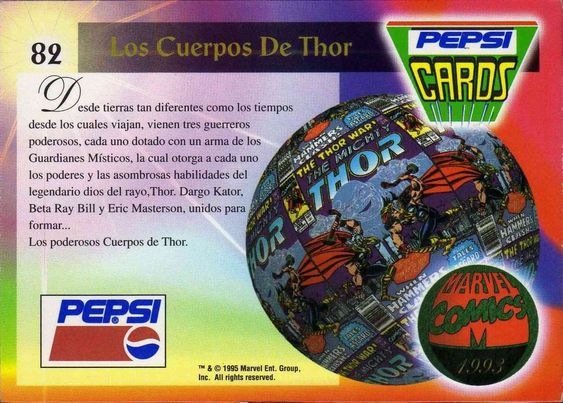 82
Los Cuerpos De Thor
PEPSI
CARDS
Desde tierras tan diferentes como los tiempos
desde los cuales viajan, vienen tres guerreros
poderosos, cada uno dotado con un arma de los
Guardianes Místicos, la cual otorga a cada uno
los poderes y las asombrosas habilidades del
legendario dios del rayo,Thor. Dargo Kator,
Beta Ray Bill y Eric Masterson, unidos para
formar...
Los poderosos Cuerpos de Thor.
THE THOR WAR!
THE MIGHTY
THOR
WHEN
HAMMERS
PEPSI
®
MARVEL
COMICS
M
1993
™ & © 1995 Marvel Ent. Group,
Inc. All rights reserved.